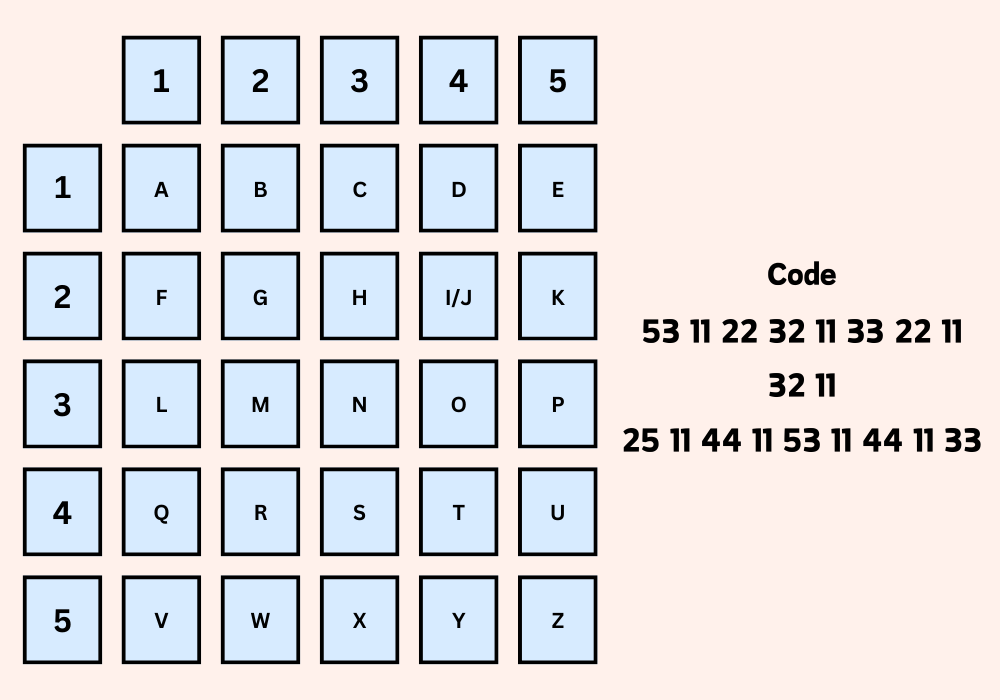 1 2 3 4 5
1 A B C D E
2 F G H I/J K
Code
3 L M N O P
53 11 22 32 11 33 22 11
32 11
25 11 44 11 53 11 44 11 33
4 Q R S T U
5 V W X Y Z